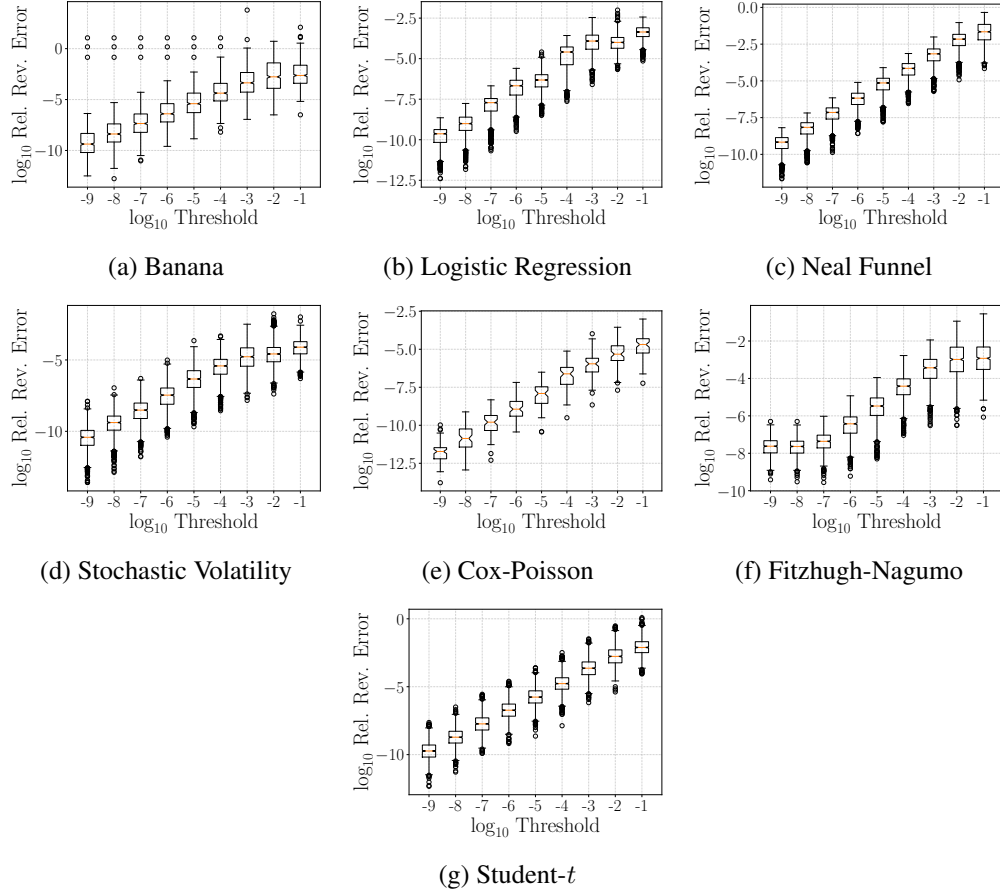 log₁₀ Rel. Rev. Error
0
−5
−10
-9 -8 -7 -6 -5 -4 -3 -2 -1
log₁₀ Threshold
(a) Banana
log₁₀ Rel. Rev. Error
−2.5
−5.0
−7.5
−10.0
−12.5
-9 -8 -7 -6 -5 -4 -3 -2 -1
log₁₀ Threshold
(b) Logistic Regression
log₁₀ Rel. Rev. Error
0.0
−2.5
−5.0
−7.5
−10.0
-9 -8 -7 -6 -5 -4 -3 -2 -1
log₁₀ Threshold
(c) Neal Funnel
log₁₀ Rel. Rev. Error
−5
−10
-9 -8 -7 -6 -5 -4 -3 -2 -1
log₁₀ Threshold
(d) Stochastic Volatility
log₁₀ Rel. Rev. Error
−2.5
−5.0
−7.5
−10.0
−12.5
-9 -8 -7 -6 -5 -4 -3 -2 -1
log₁₀ Threshold
(e) Cox-Poisson
log₁₀ Rel. Rev. Error
−2
−4
−6
−8
−10
-9 -8 -7 -6 -5 -4 -3 -2 -1
log₁₀ Threshold
(f) Fitzhugh-Nagumo
log₁₀ Rel. Rev. Error
0
−5
−10
-9 -8 -7 -6 -5 -4 -3 -2 -1
log₁₀ Threshold
(g) Student-t